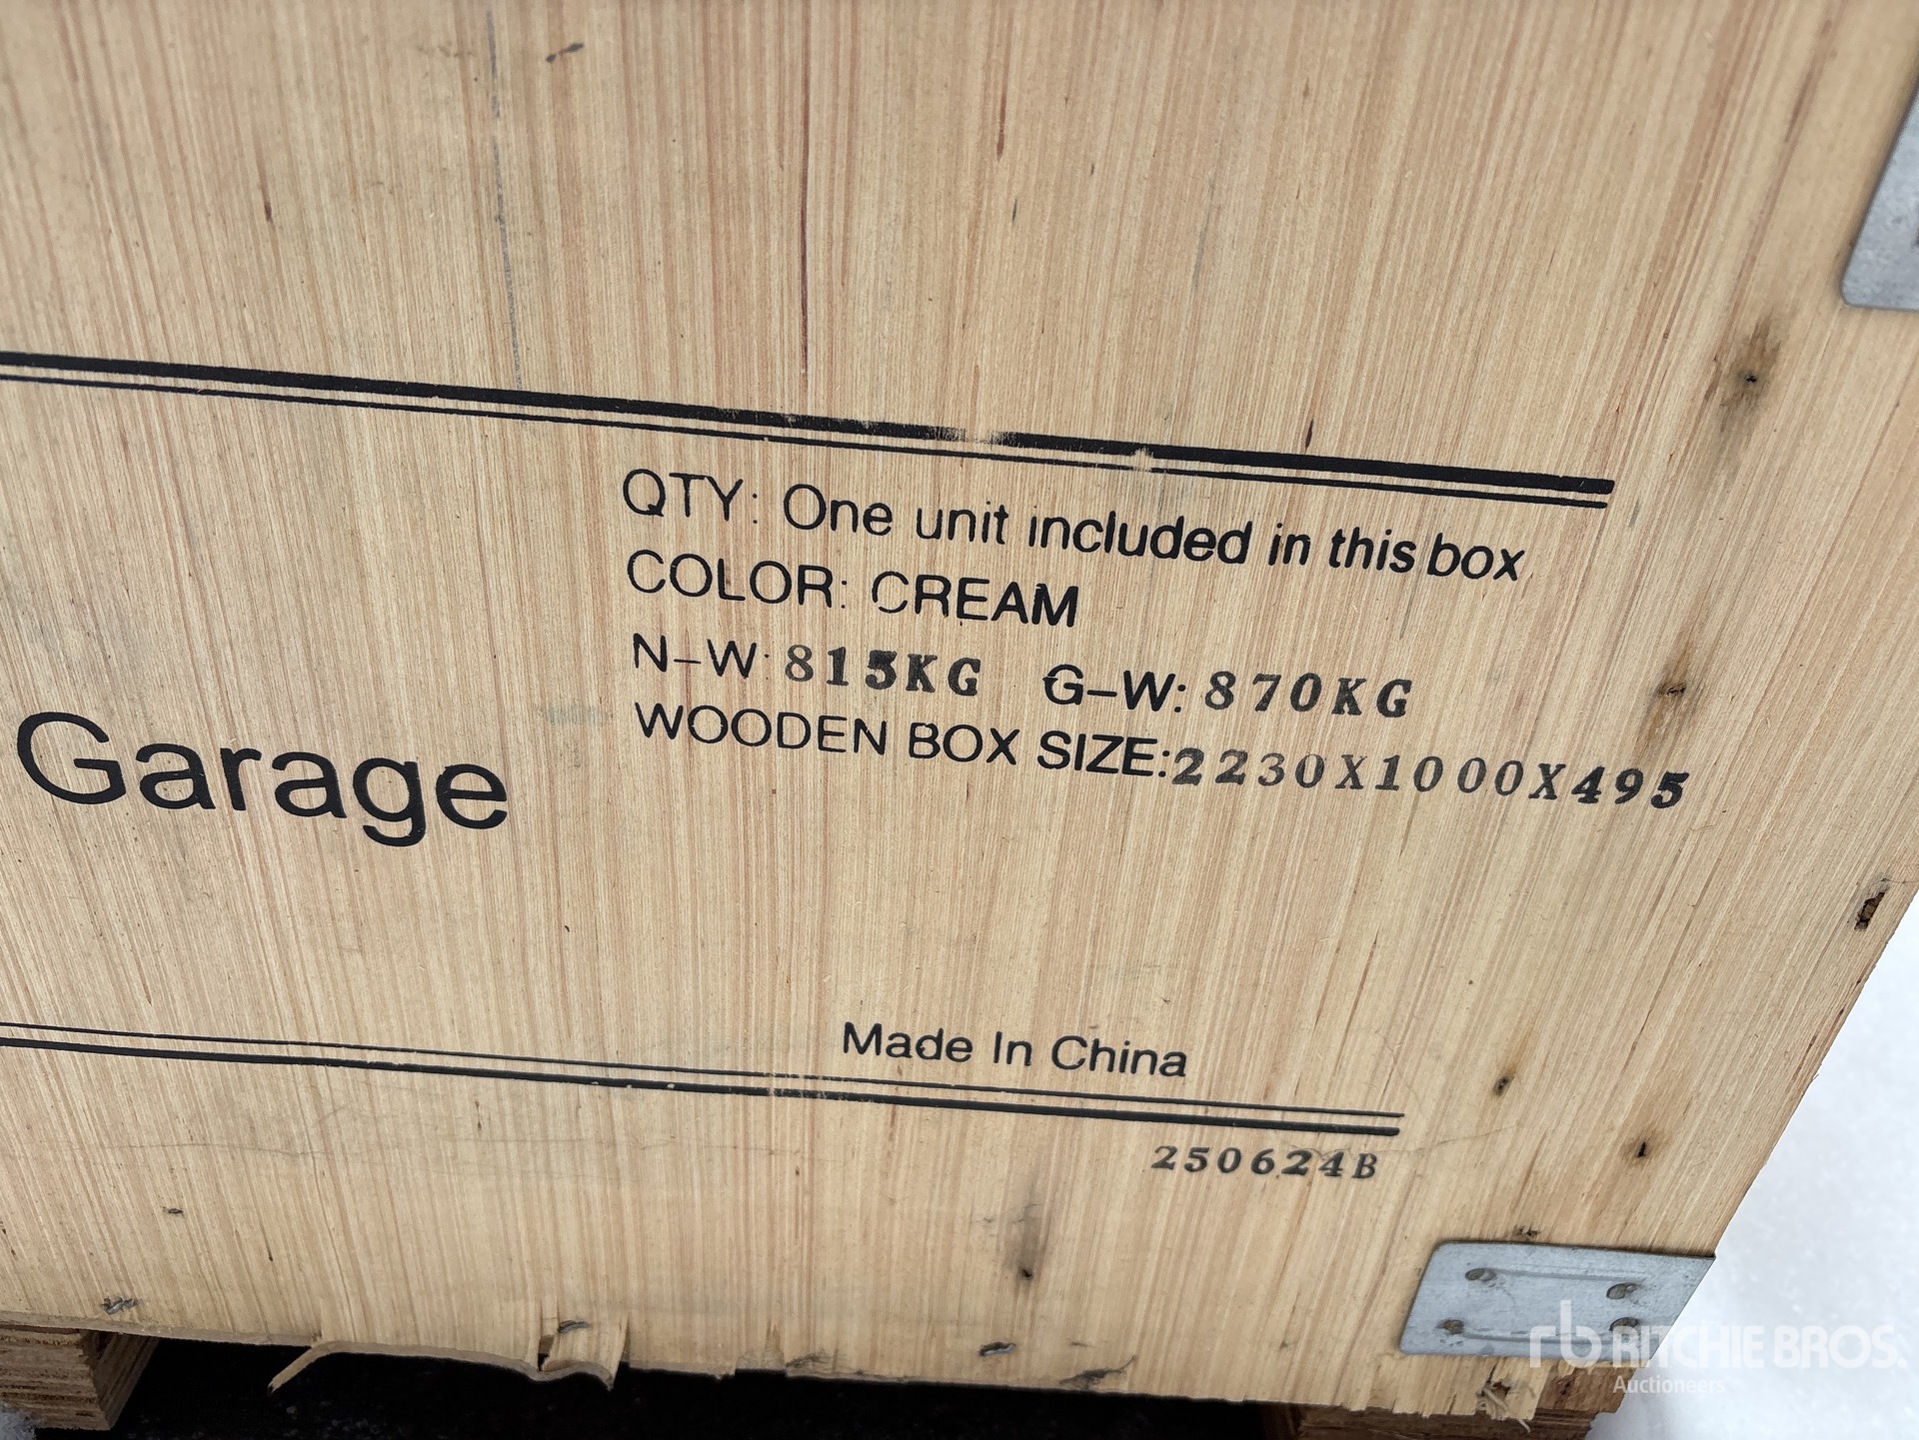 QTY: One unit included in this box
COLOR: CREAM
N-W: 815KG G-W: 870KG
WOODEN BOX SIZE:2230X1000X495
Garage
Made In China
250624B
rb RITCHIE BROS.
Auctioneers